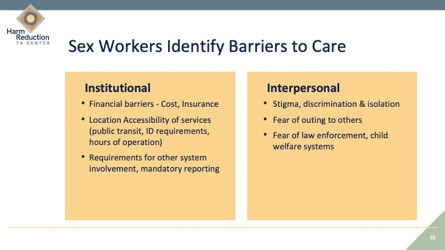 Harm
Reduction
TA CENTER
Sex Workers Identify Barriers to Care
Institutional
• Financial barriers - Cost, Insurance
• Location Accessibility of services
(public transit, ID requirements,
hours of operation)
• Requirements for other system
involvement, mandatory reporting
Interpersonal
• Stigma, discrimination & isolation
• Fear of outing to others
• Fear of law enforcement, child
welfare systems